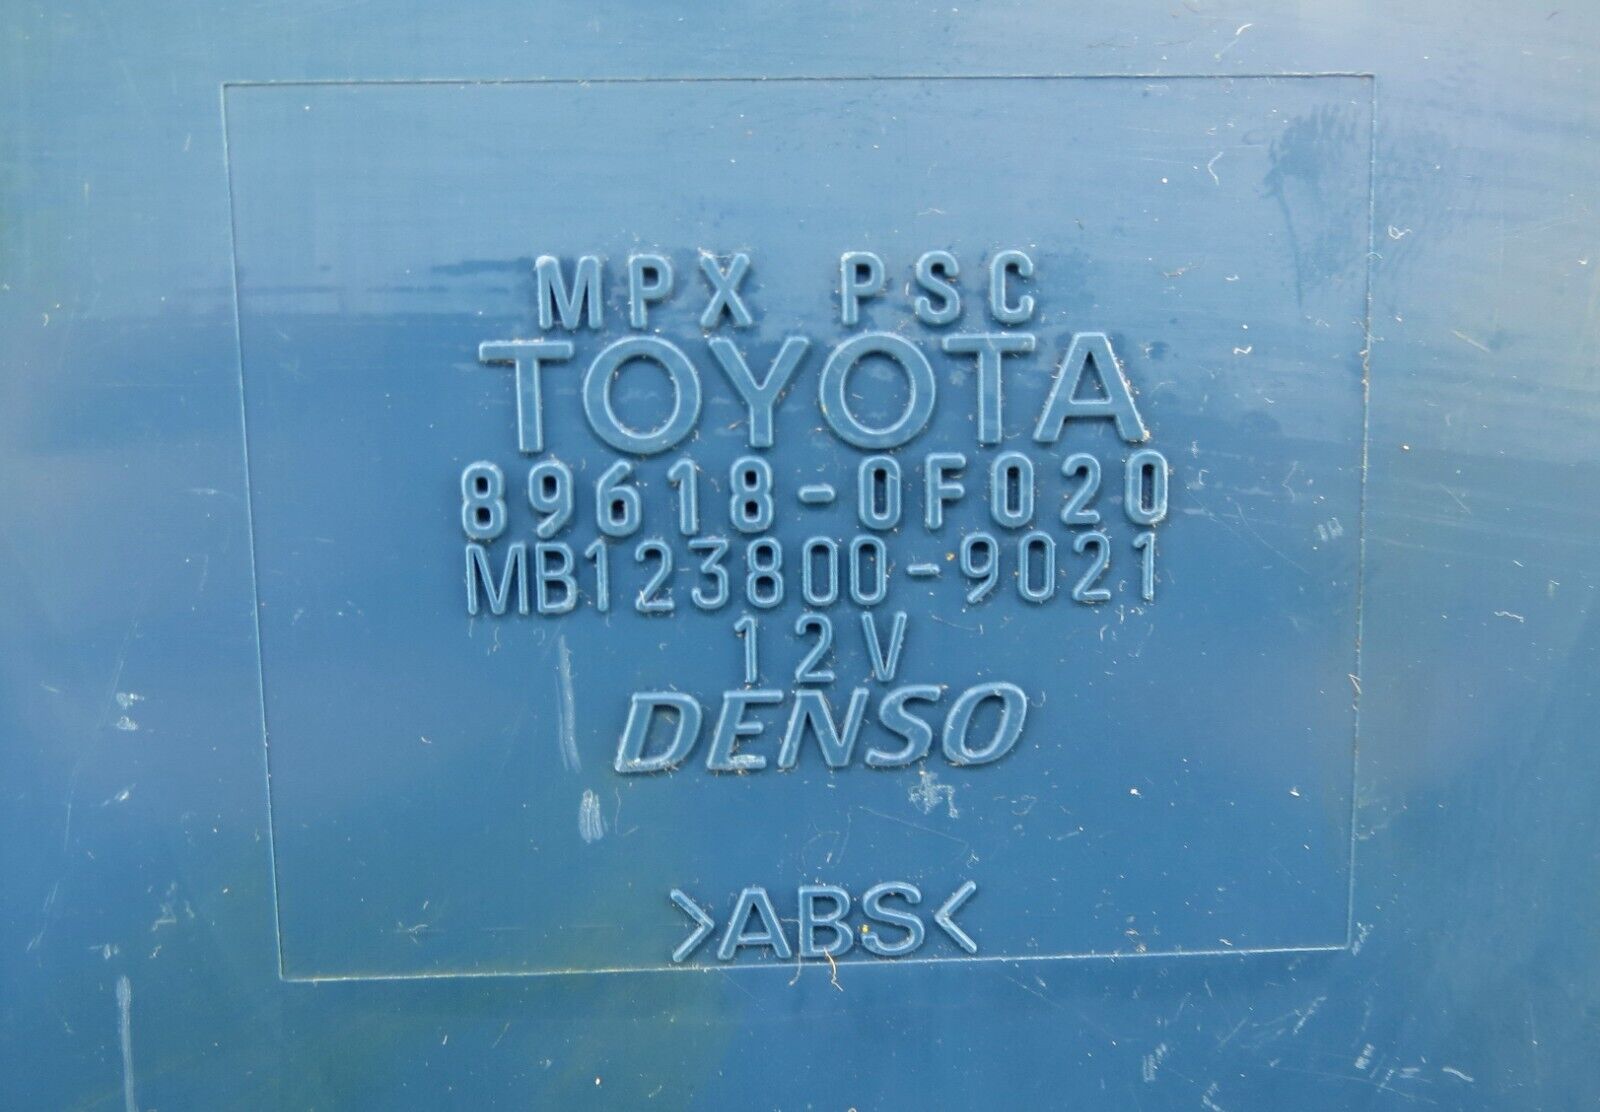 MPX PSC
TOYOTA
89618-0F020
MB123800-9021
12V
DENSO
>ABS<